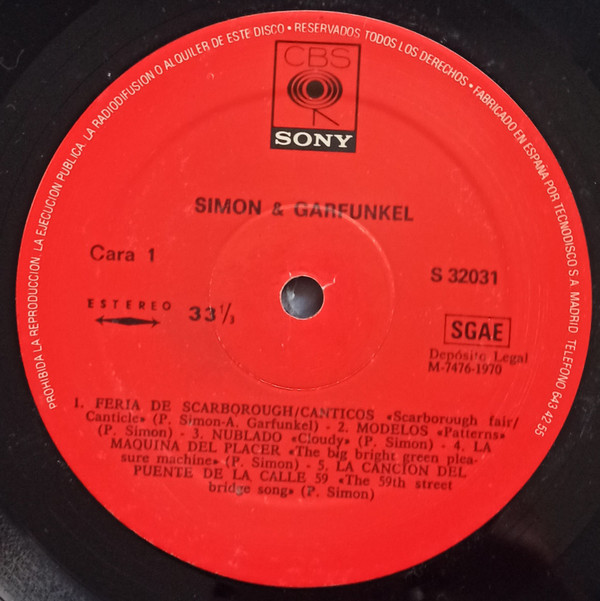 PROHIBIDA LA REPRODUCCION. LA EJECUCION PUBLICA. LA RADIODIFUSION O ALQUILER DE ESTE DISCO • RESERVADOS TODOS LOS DERECHOS • FABRICADO EN ESPAÑA POR TECNODISCO S.A. MADRID TELEFONO 643 42 55
CBS
SONY
SIMON & GARFUNKEL
Cara 1
S 32031
ESTEREO
33⅓
SGAE
Depósito Legal
M-7476-1970
1. FERIA DE SCARBOROUGH/CANTICOS «Scarborough fair/
Canticle» (P. Simon-A. Garfunkel) - 2. MODELOS «Patterns»
(P. Simon) - 3. NUBLADO «Cloudy» (P. Simon) - 4. LA
MAQUINA DEL PLACER «The big bright green plea-
sure machine» (P. Simon) - 5. LA CANCION DEL
PUENTE DE LA CALLE 59 «The 59th street
bridge song» (P. Simon)